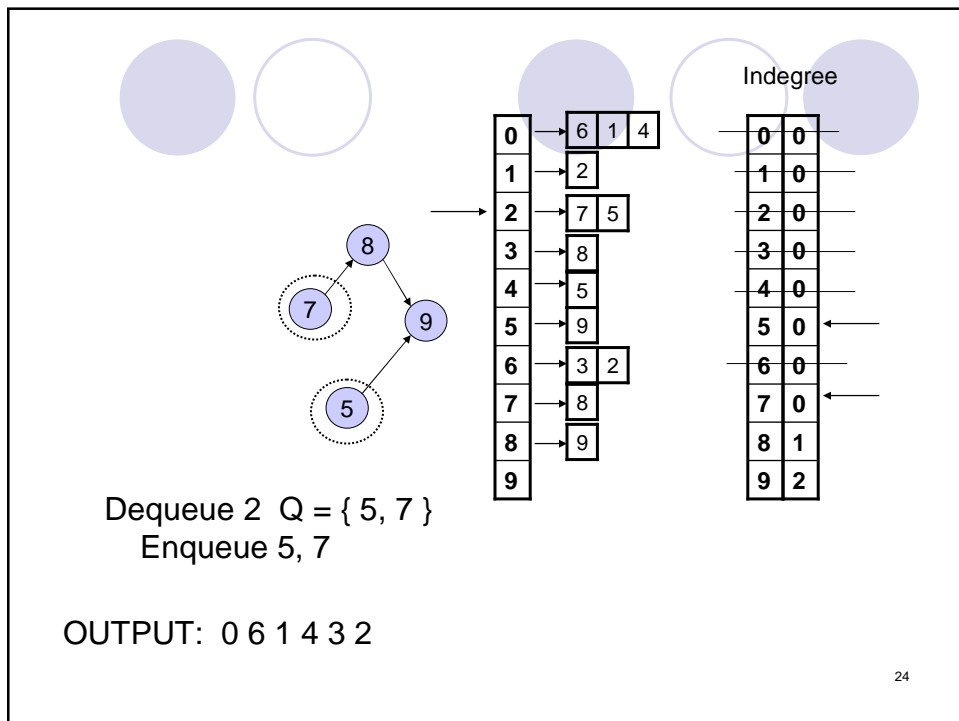 Indegree
0 6 1 4 0 0
1 2 1 0
2 7 5 2 0
3 8 3 0
4 5 4 0
5 9 5 0
6 3 2 6 0
7 8 7 0
8 9 8 1
9 9 2
8
7
9
5
Dequeue 2 Q = { 5, 7 }
Enqueue 5, 7
OUTPUT: 0 6 1 4 3 2
24